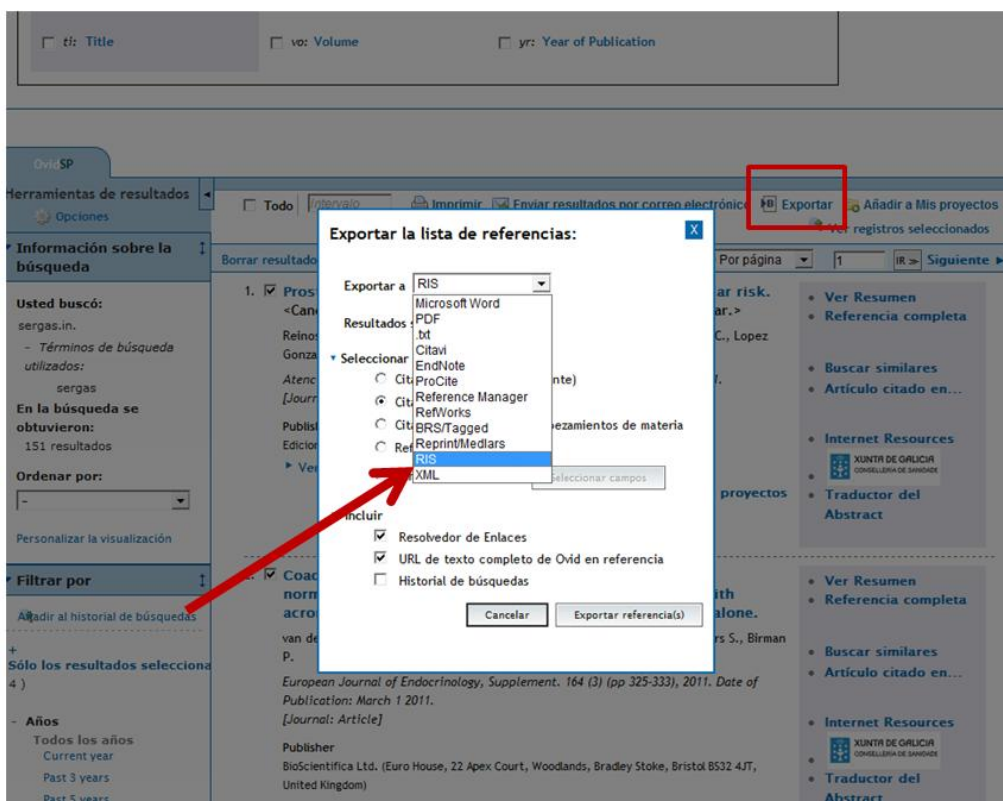 ti: Title
vo: Volume
yr: Year of Publication
OvidSP
Herramientas de resultados
Opciones
Todo
Intervalo
Imprimir
Enviar resultados por correo electrónico
Exportar
Añadir a Mis proyectos
Ver registros seleccionados
Información sobre la
búsqueda
Borrar resultado
Por página
1
IR
Siguiente
Usted buscó:
sergas.in.
- Términos de búsqueda
utilizados:
sergas
En la búsqueda se
obtuvieron:
151 resultados
Ordenar por:
-
Personalizar la visualización
Filtrar por
Añadir al historial de búsquedas
+
Sólo los resultados selecciona
4 )
- Años
Todos los años
Current year
Past 3 years
Past 5 years
Exportar la lista de referencias:
X
Exportar a
RIS
Microsoft Word
PDF
.txt
Citavi
EndNote
ProCite
Reference Manager
RefWorks
BRS/Tagged
Reprint/Medlars
RIS
XML
Resultados s
Seleccionar
Cit
nte)
Cit
Cit
ezamientos de materia
Ref
Seleccionar campos
Incluir
Resolvedor de Enlaces
URL de texto completo de Ovid en referencia
Historial de búsquedas
Cancelar
Exportar referencia(s)
1.
Pros
ar risk.
<Can
ar.>
Reinos
C., Lopez
Gonza
Atenc
[Journ
Publis
Edicion
Ve
proyectos
Ver Resumen
Referencia completa
Buscar similares
Artículo citado en...
Internet Resources
XUNTA DE GALICIA
CONSELLERÍA DE SANIDADE
Traductor del
Abstract
Coad
norm
ith
acro
alone.
van de
rs S., Birman
P.
European Journal of Endocrinology, Supplement. 164 (3) (pp 325-333), 2011. Date of
Publication: March 1 2011.
[Journal: Article]
Publisher
BioScientifica Ltd. (Euro House, 22 Apex Court, Woodlands, Bradley Stoke, Bristol BS32 4JT,
United Kingdom)
Ver Resumen
Referencia completa
Buscar similares
Artículo citado en...
Internet Resources
XUNTA DE GALICIA
CONSELLERÍA DE SANIDADE
Traductor del
Abstract